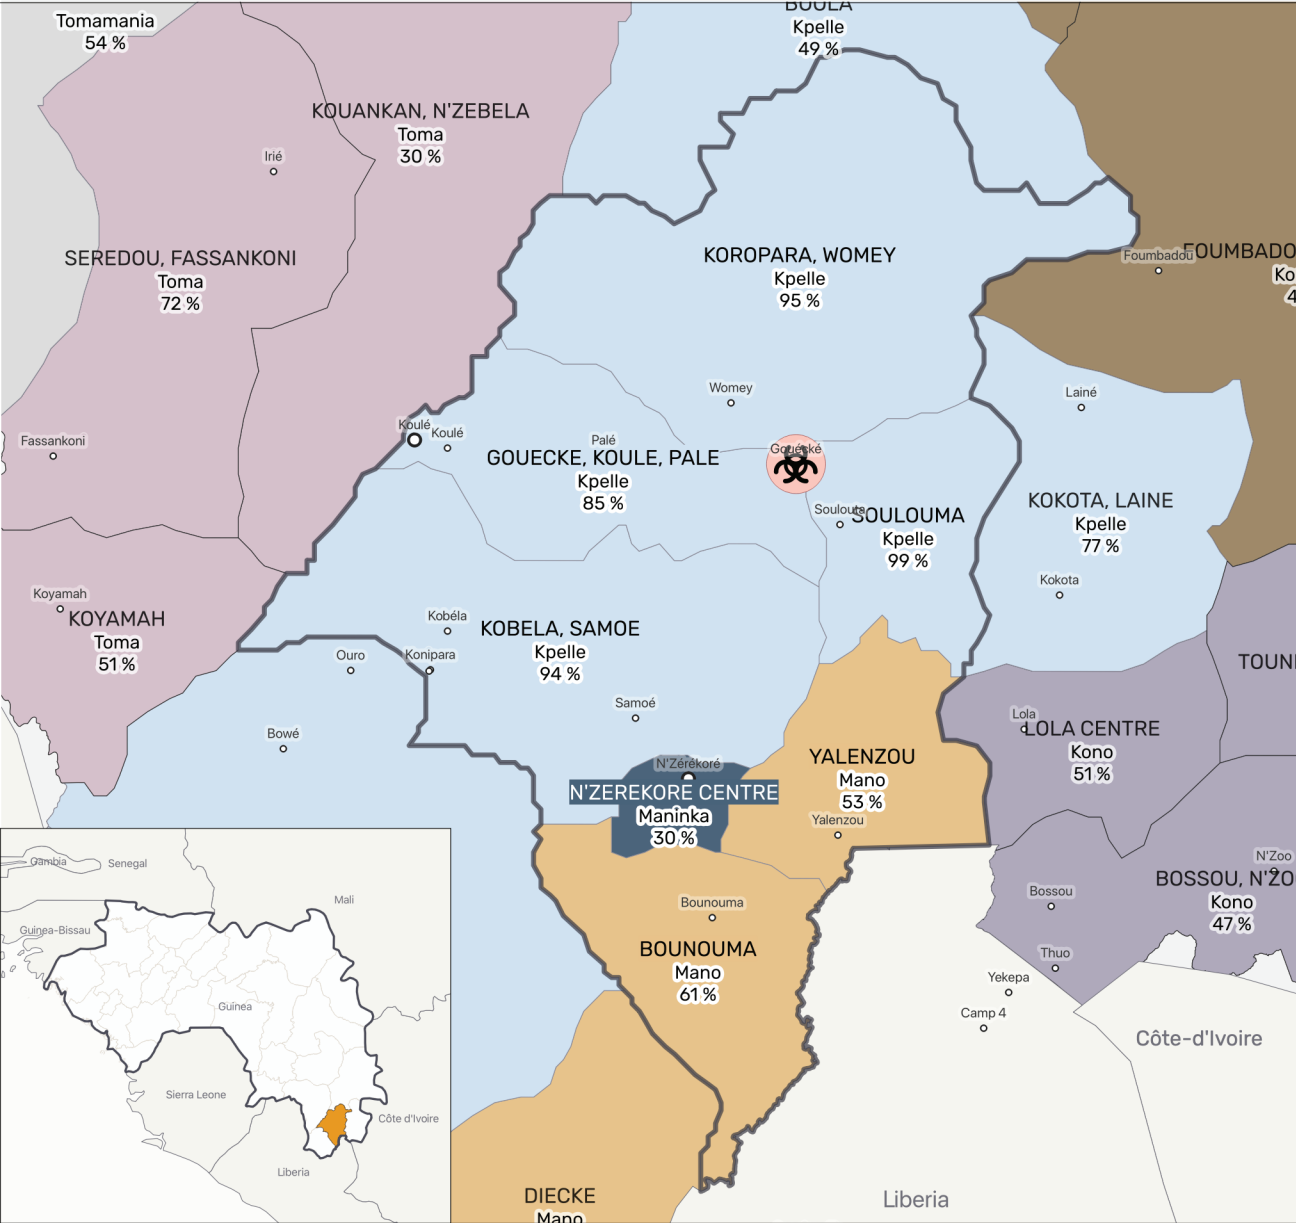 BOOLA
Kpelle
49 %
Tomamania
54 %
KOUANKAN, N'ZEBELA
Toma
30 %
Irié
SEREDOU, FASSANKONI
Toma
72 %
KOROPARA, WOMEY
Kpelle
95 %
Foumbadou
FOUMBADO
Ko
4
Womey
Lainé
Koulé
Koulé
Fassankoni
Palé
GOUECKE, KOULE, PALE
Kpelle
85 %
Gouécké
Soulouta
SOULOUMA
Kpelle
99 %
KOKOTA, LAINE
Kpelle
77 %
Kokota
Koyamah
KOYAMAH
Toma
51 %
Kobéla
KOBELA, SAMOE
Kpelle
94 %
Ouro
Konipara
Samoé
Bowé
TOUN
Lola
LOLA CENTRE
Kono
51 %
N'Zérékoré
N'ZEREKORE CENTRE
Maninka
30 %
YALENZOU
Mano
53 %
Yalenzou
Bounouma
BOUNOUMA
Mano
61 %
Bossou
N'Zoo
BOSSOU, N'ZO
Kono
47 %
Thuo
Yekepa
Camp 4
Côte-d'Ivoire
Liberia
DIECKE
Mano
Gambia
Senegal
Mali
Guinea-Bissau
Guinea
Sierra Leone
Côte d'Ivoire
Liberia